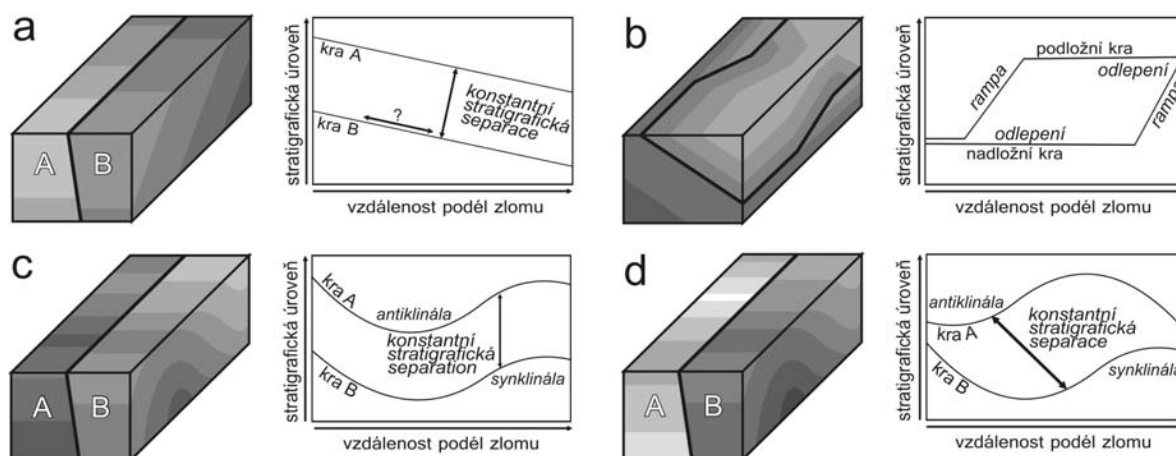 a
A
B
stratigrafická úroveň
kra A
kra B
?
konstantní
stratigrafická
separace
vzdálenost podél zlomu
b
stratigrafická úroveň
podložní kra
odlepení
rampa
rampa
odlepení
nadložní kra
vzdálenost podél zlomu
c
A
B
stratigrafická úroveň
kra A
antiklinála
konstantní
stratigrafická
separation
kra B
synklinála
vzdálenost podél zlomu
d
A
B
stratigrafická úroveň
antiklinála
kra A
konstantní
stratigrafická
separace
kra B
synklinála
vzdálenost podél zlomu